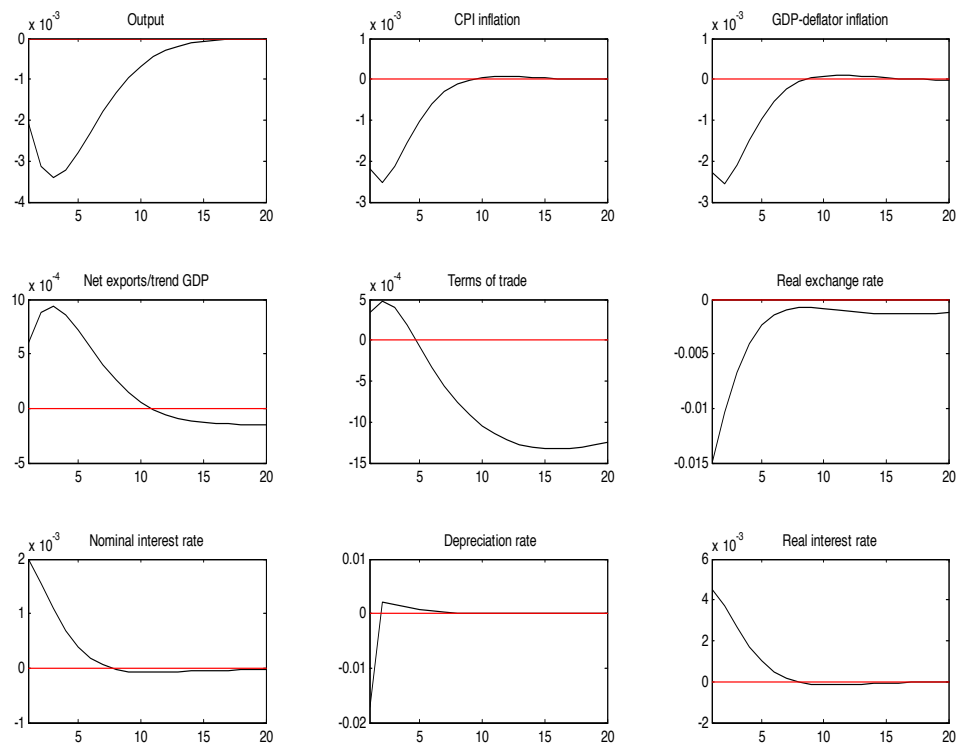 x 10^-3 Output
0
-1
-2
-3
-4
5 10 15 20
x 10^-3 CPI inflation
1
0
-1
-2
-3
5 10 15 20
x 10^-3 GDP-deflator inflation
1
0
-1
-2
-3
5 10 15 20
x 10^-4 Net exports/trend GDP
10
5
0
-5
5 10 15 20
x 10^-4 Terms of trade
5
0
-5
-10
-15
5 10 15 20
Real exchange rate
0
-0.005
-0.01
-0.015
5 10 15 20
x 10^-3 Nominal interest rate
2
1
0
-1
5 10 15 20
Depreciation rate
0.01
0
-0.01
-0.02
5 10 15 20
x 10^-3 Real interest rate
6
4
2
0
-2
5 10 15 20